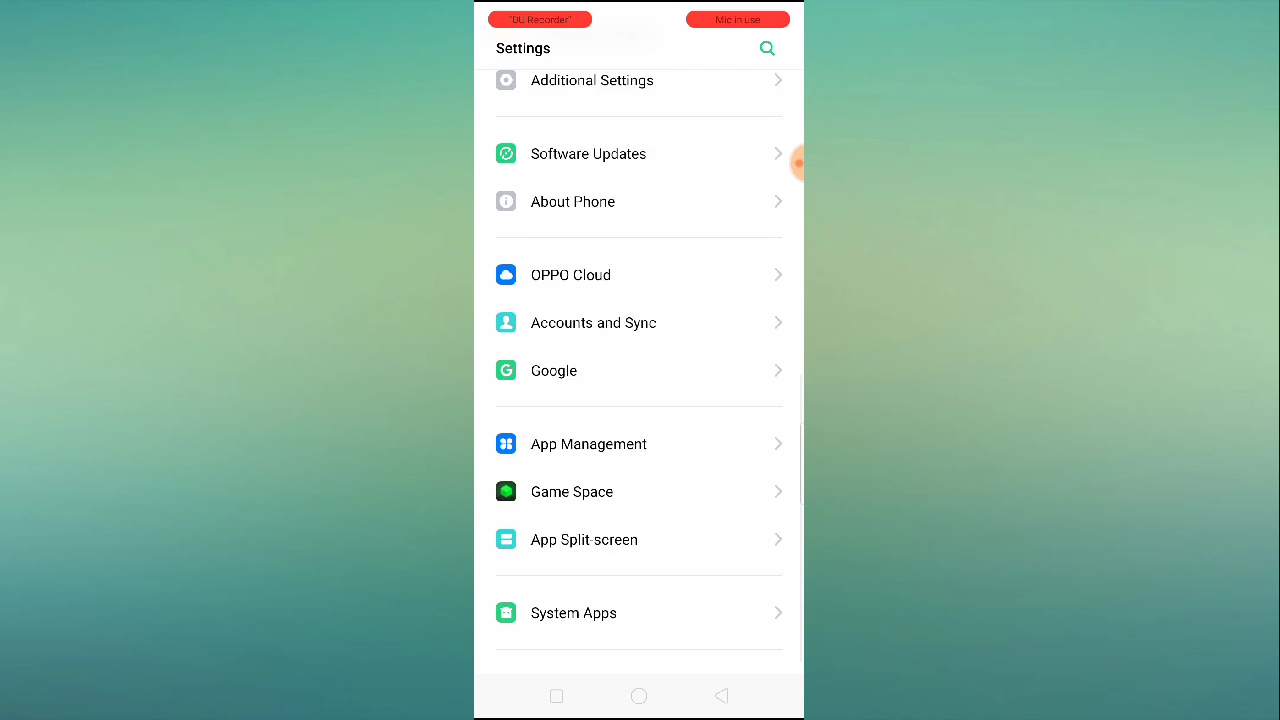 "DU Recorder"
Mic in use
Settings
Additional Settings
Software Updates
About Phone
OPPO Cloud
Accounts and Sync
Google
App Management
Game Space
App Split-screen
System Apps